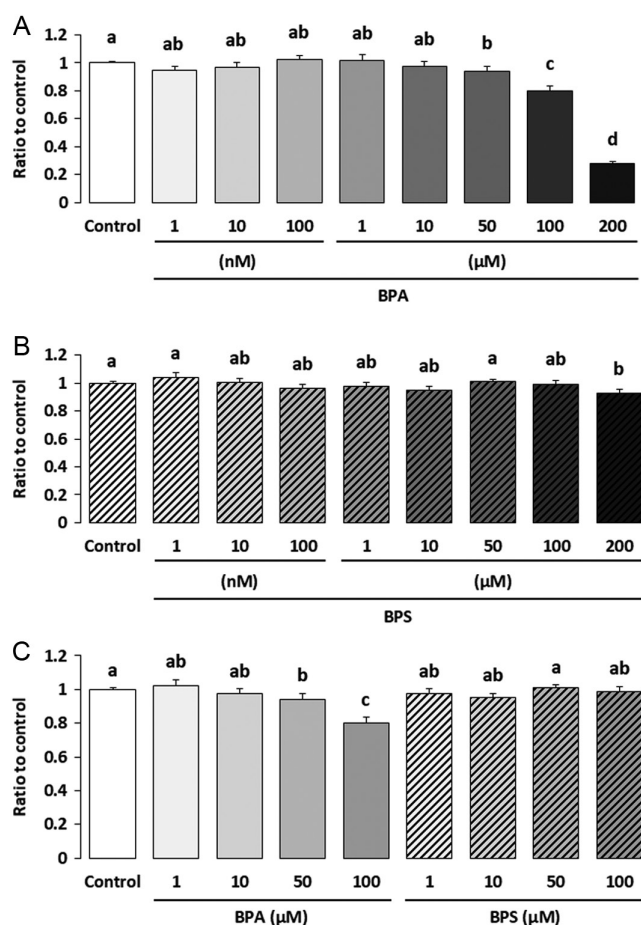 A
Ratio to control
1.2
1
0.8
0.6
0.4
0.2
0
a ab ab ab ab ab b c d
Control 1 10 100 1 10 50 100 200
(nM) (μM)
BPA
B
Ratio to control
1.2
1
0.8
0.6
0.4
0.2
0
a a ab ab ab ab a ab b
Control 1 10 100 1 10 50 100 200
(nM) (μM)
BPS
C
Ratio to control
1.2
1
0.8
0.6
0.4
0.2
0
a ab ab b c ab ab a ab
Control 1 10 50 100 1 10 50 100
BPA (μM) BPS (μM)